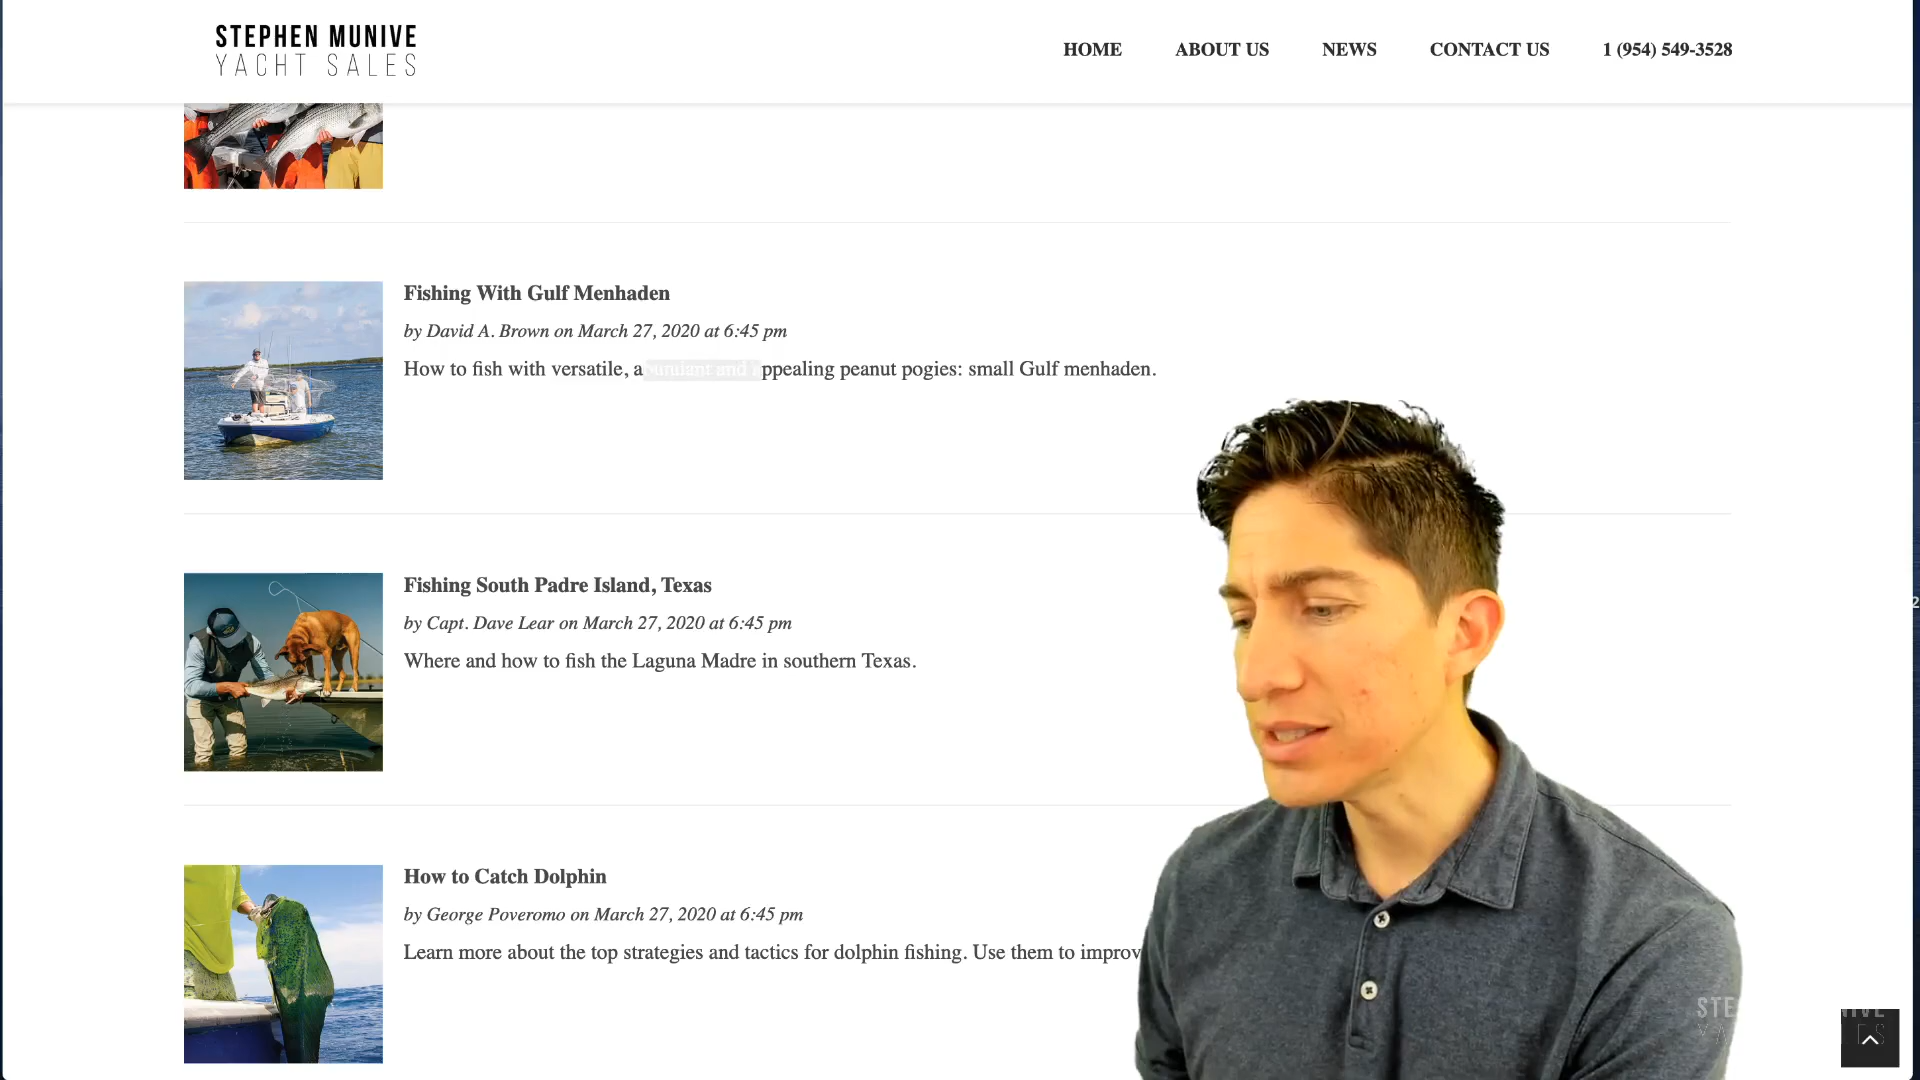 STEPHEN MUNIVE
YACHT SALES
HOME ABOUT US NEWS CONTACT US 1 (954) 549-3528
Fishing With Gulf Menhaden
by David A. Brown on March 27, 2020 at 6:45 pm
How to fish with versatile, abundant and appealing peanut pogies: small Gulf menhaden.
Fishing South Padre Island, Texas
by Capt. Dave Lear on March 27, 2020 at 6:45 pm
Where and how to fish the Laguna Madre in southern Texas.
How to Catch Dolphin
by George Poveromo on March 27, 2020 at 6:45 pm
Learn more about the top strategies and tactics for dolphin fishing. Use them to improv